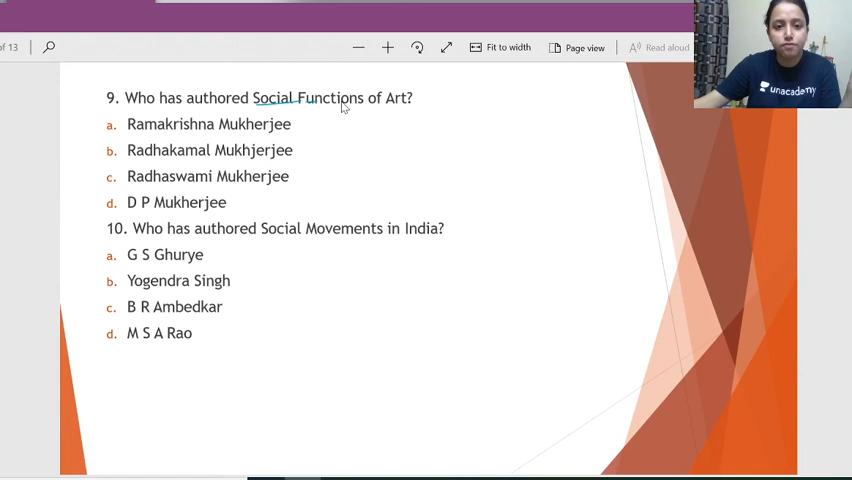 of 13
Fit to width
Page view
Read aloud
unacademy
9. Who has authored Social Functions of Art?
a. Ramakrishna Mukherjee
b. Radhakamal Mukhjerjee
c. Radhaswami Mukherjee
d. D P Mukherjee
10. Who has authored Social Movements in India?
a. G S Ghurye
b. Yogendra Singh
c. B R Ambedkar
d. M S A Rao